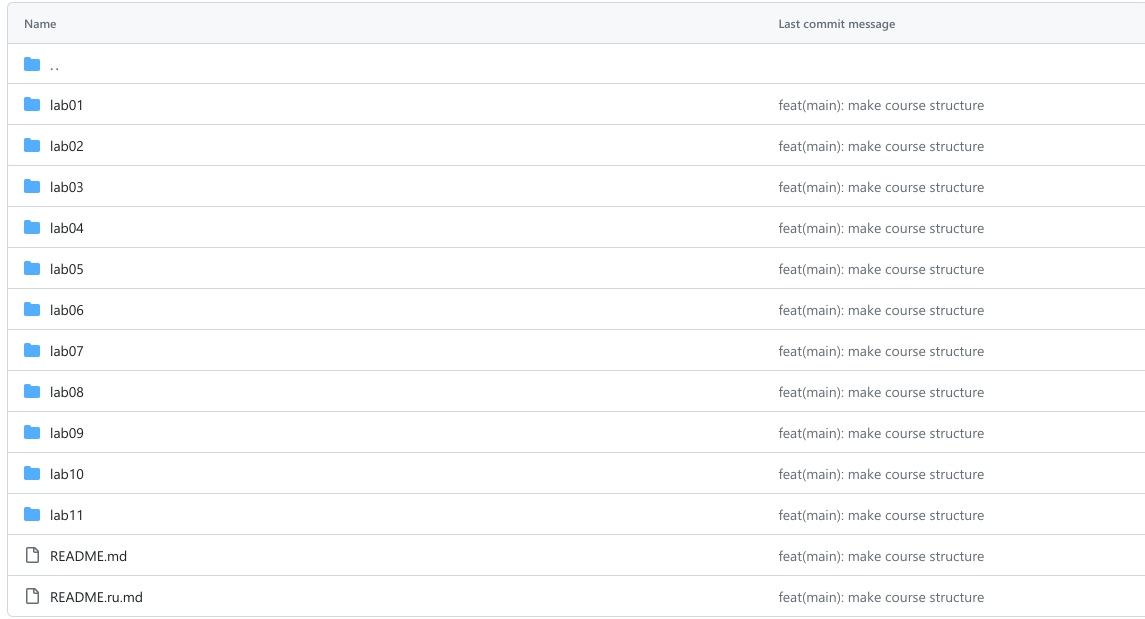 Name Last commit message
..
lab01 feat(main): make course structure
lab02 feat(main): make course structure
lab03 feat(main): make course structure
lab04 feat(main): make course structure
lab05 feat(main): make course structure
lab06 feat(main): make course structure
lab07 feat(main): make course structure
lab08 feat(main): make course structure
lab09 feat(main): make course structure
lab10 feat(main): make course structure
lab11 feat(main): make course structure
README.md feat(main): make course structure
README.ru.md feat(main): make course structure